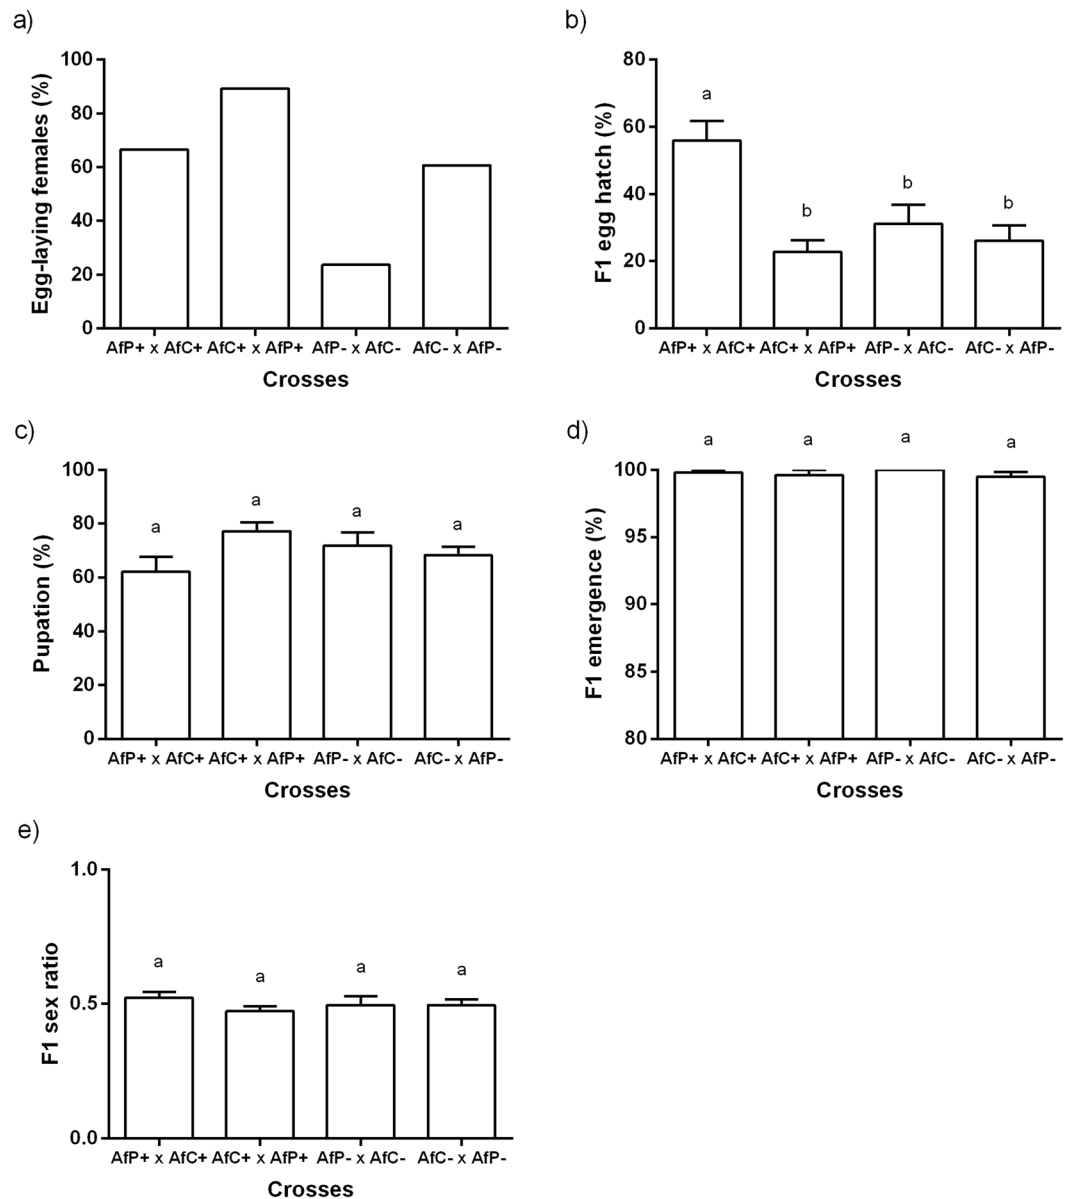 a)
Egg-laying females (%)
100
80
60
40
20
0
AfP+ x AfC+ AfC+ x AfP+ AfP- x AfC- AfC- x AfP-
Crosses
b)
F1 egg hatch (%)
80
60
40
20
0
a
b
b
b
AfP+ x AfC+ AfC+ x AfP+ AfP- x AfC- AfC- x AfP-
Crosses
c)
Pupation (%)
100
80
60
40
20
0
a
a
a
a
AfP+ x AfC+ AfC+ x AfP+ AfP- x AfC- AfC- x AfP-
Crosses
d)
F1 emergence (%)
100
95
90
85
80
a
a
a
a
AfP+ x AfC+ AfC+ x AfP+ AfP- x AfC- AfC- x AfP-
Crosses
e)
F1 sex ratio
1.0
0.5
0.0
a
a
a
a
AfP+ x AfC+ AfC+ x AfP+ AfP- x AfC- AfC- x AfP-
Crosses